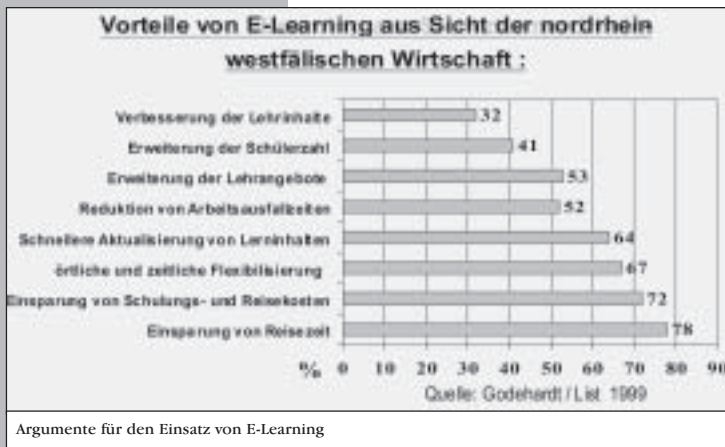 Vorteile von E-Learning aus Sicht der nordrhein
westfälischen Wirtschaft :
Verbesserung der Lehrinhalte 32
Erweiterung der Schülerzahl 41
Erweiterung der Lehrangebote 53
Reduktion von Arbeitsausfallzeiten 52
Schnellere Aktualisierung von Lerninhalten 64
örtliche und zeitliche Flexibilisierung 67
Einsparung von Schulungs- und Reisekosten 72
Einsparung von Reisezeit 78
% 0 10 20 30 40 50 60 70 80 90
Quelle: Godehardt / List 1999
Argumente für den Einsatz von E-Learning